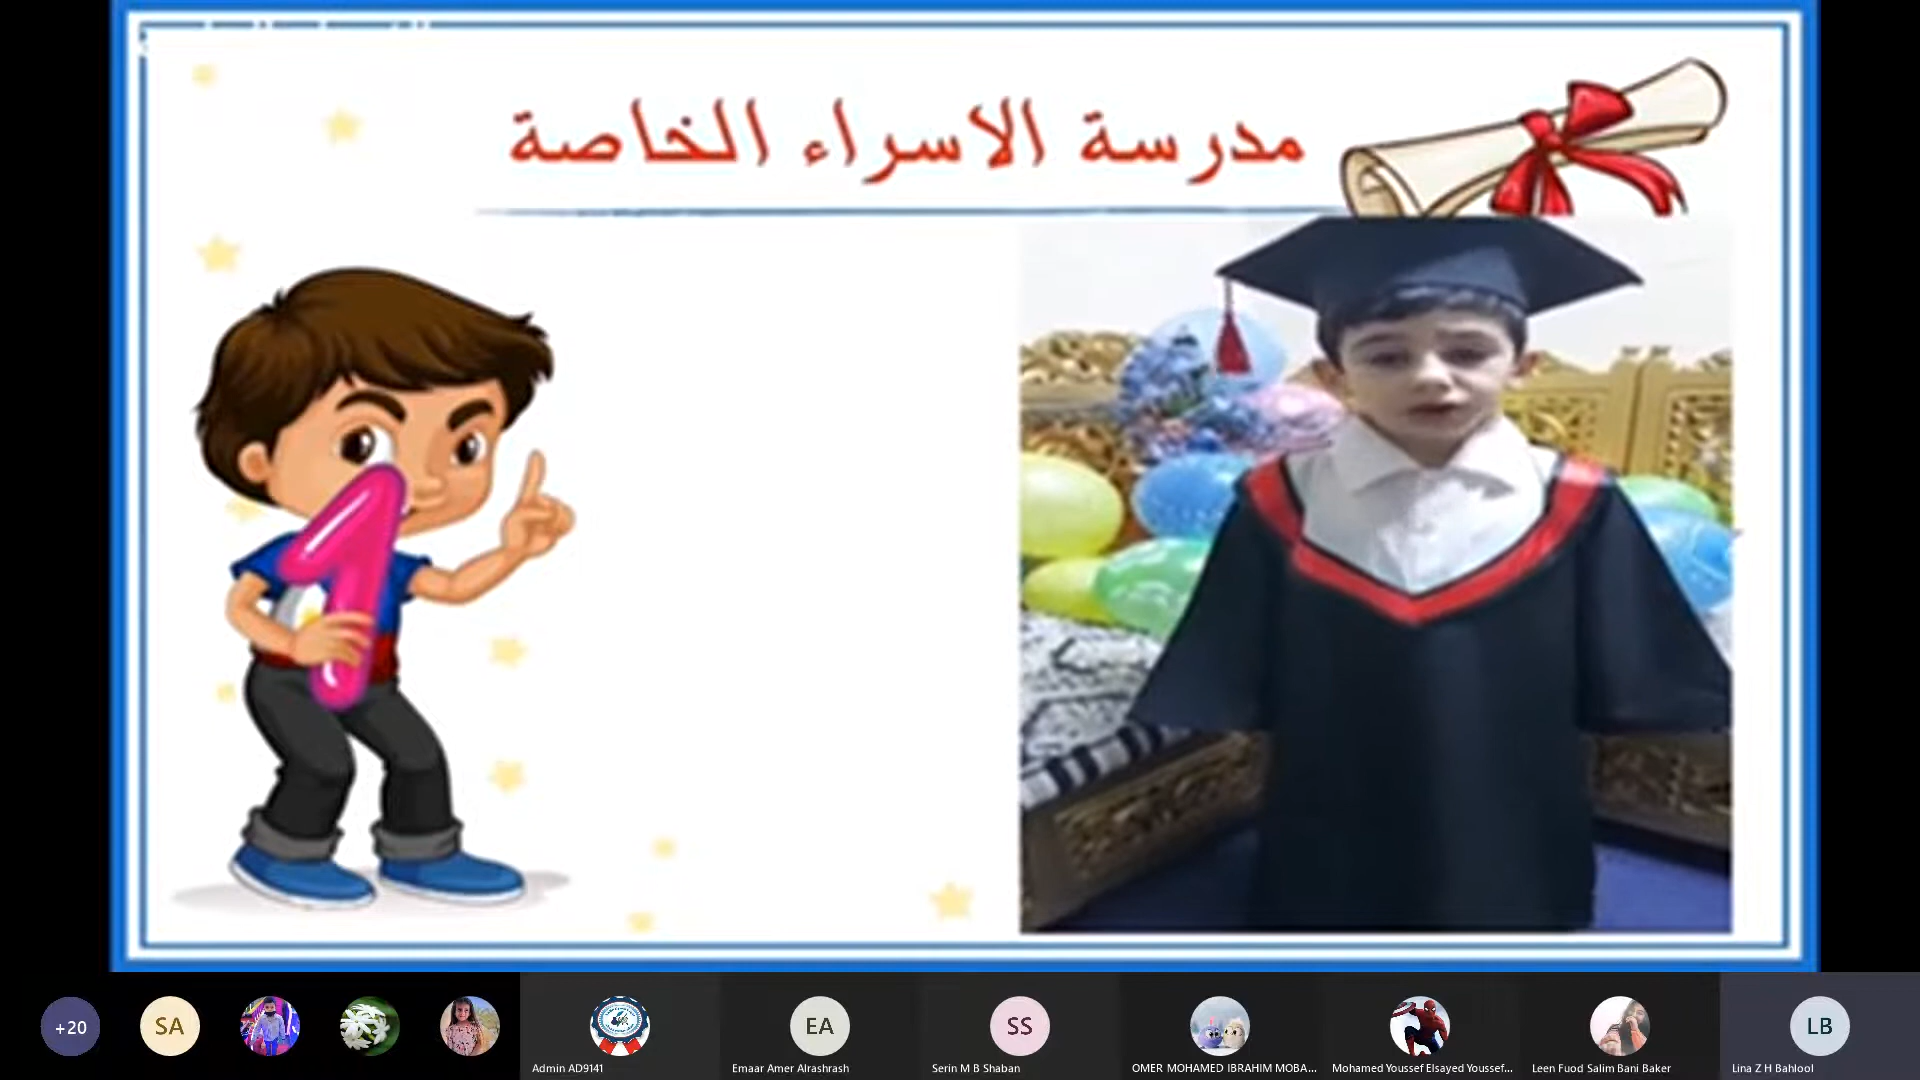 مدرسة الاسراء الخاصة
1
+20
SA
EA
SS
LB
Admin AD9141
Emaar Amer Alrashrash
Serin M B Shaban
OMER MOHAMED IBRAHIM MOBA...
Mohamed Youssef Elsayed Youssef...
Leen Fuod Salim Bani Baker
Lina Z H Bahlool